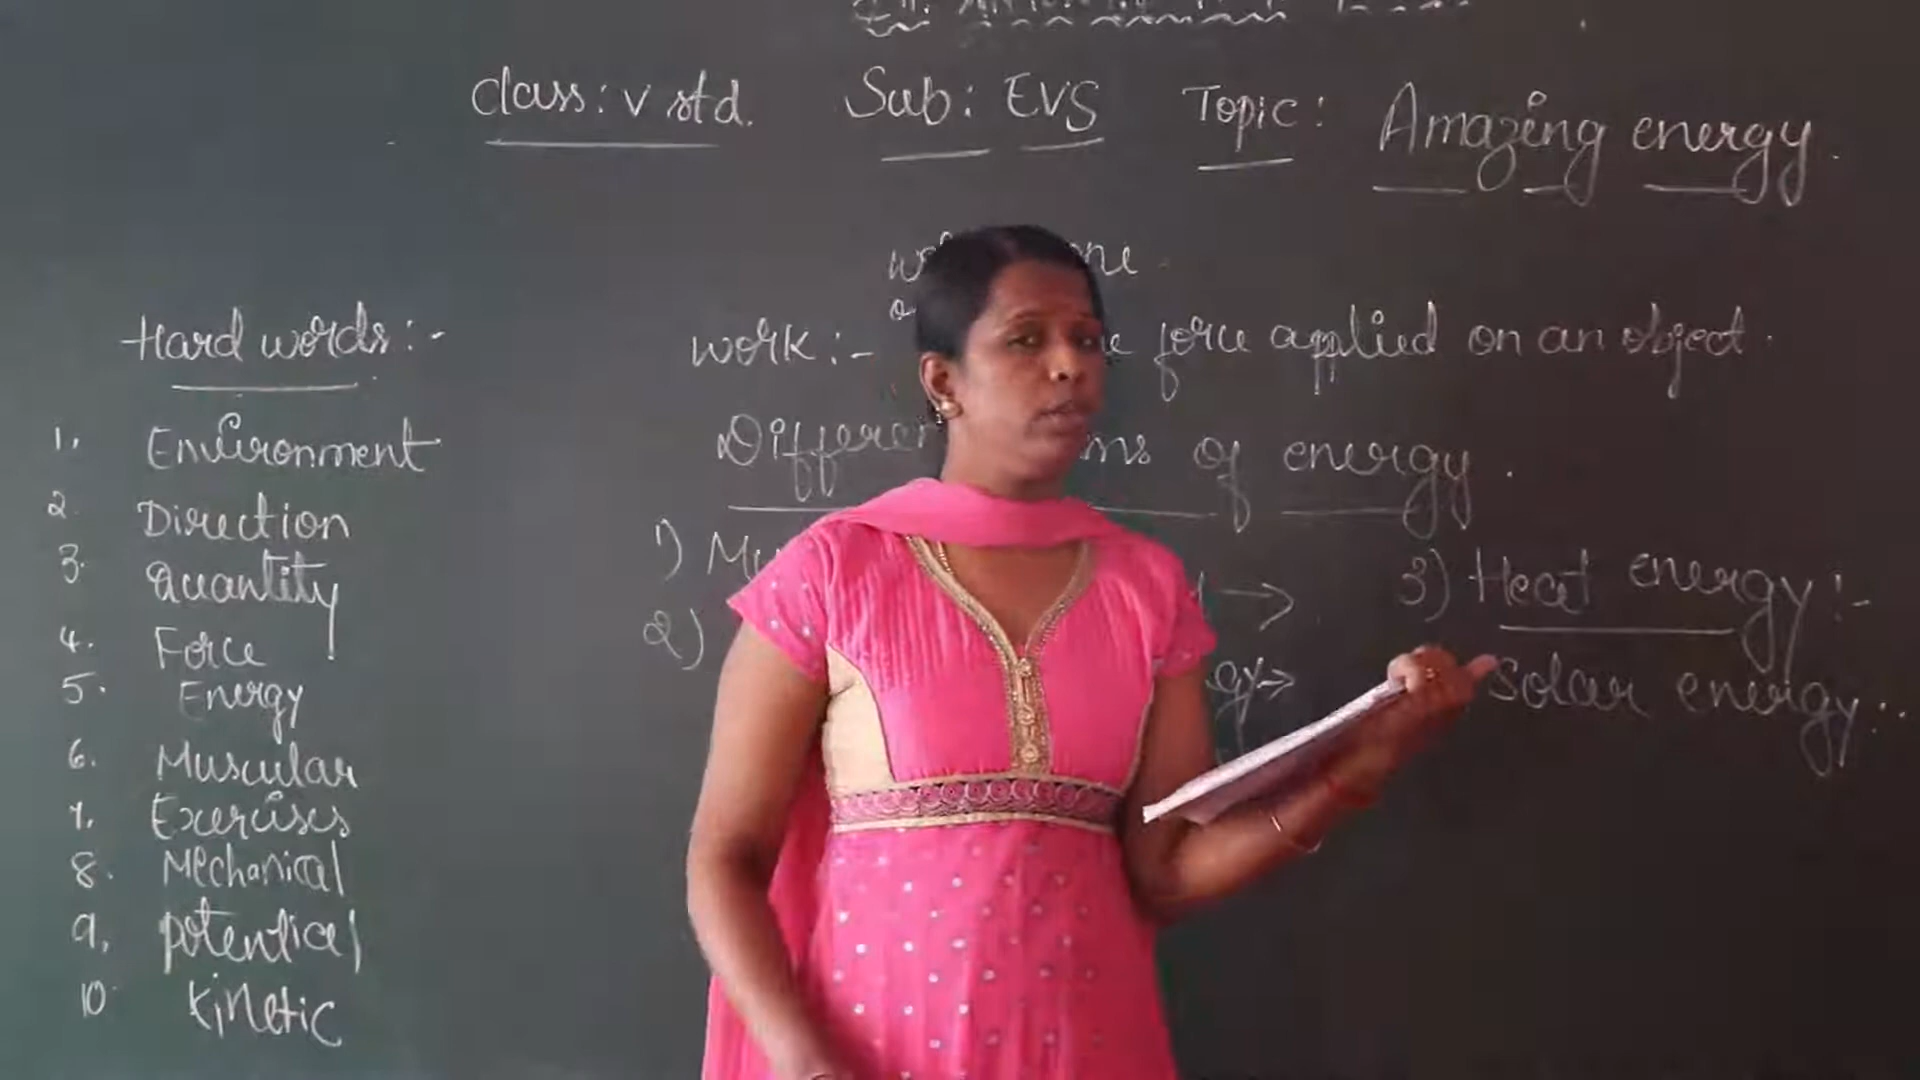 Class: V std. Sub: EVS Topic: Amazing energy.
Hard words:-
1. Environment
2. Direction
3. Quantity
4. Force
5. Energy
6. Muscular
7. Exercises
8. Mechanical
9. potential
10 kinetic
work:- force applied on an object.
of energy.
1)
2)
3) Heat energy:-
Solar energy..